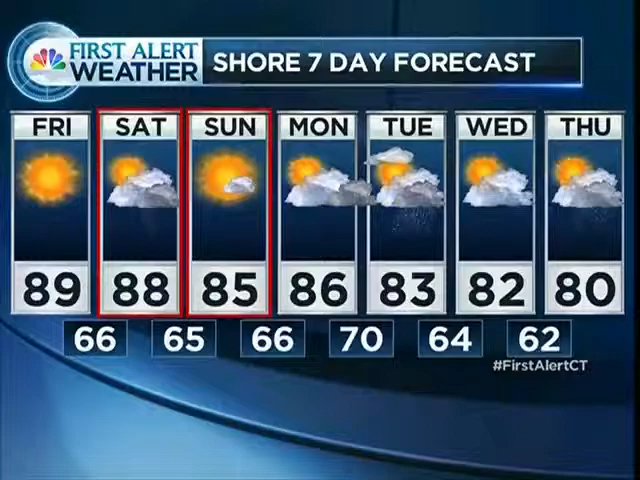 FIRST ALERT
WEATHER
SHORE 7 DAY FORECAST
FRI SAT SUN MON TUE WED THU
89 88 85 86 83 82 80
66 65 66 70 64 62
#FirstAlertCT